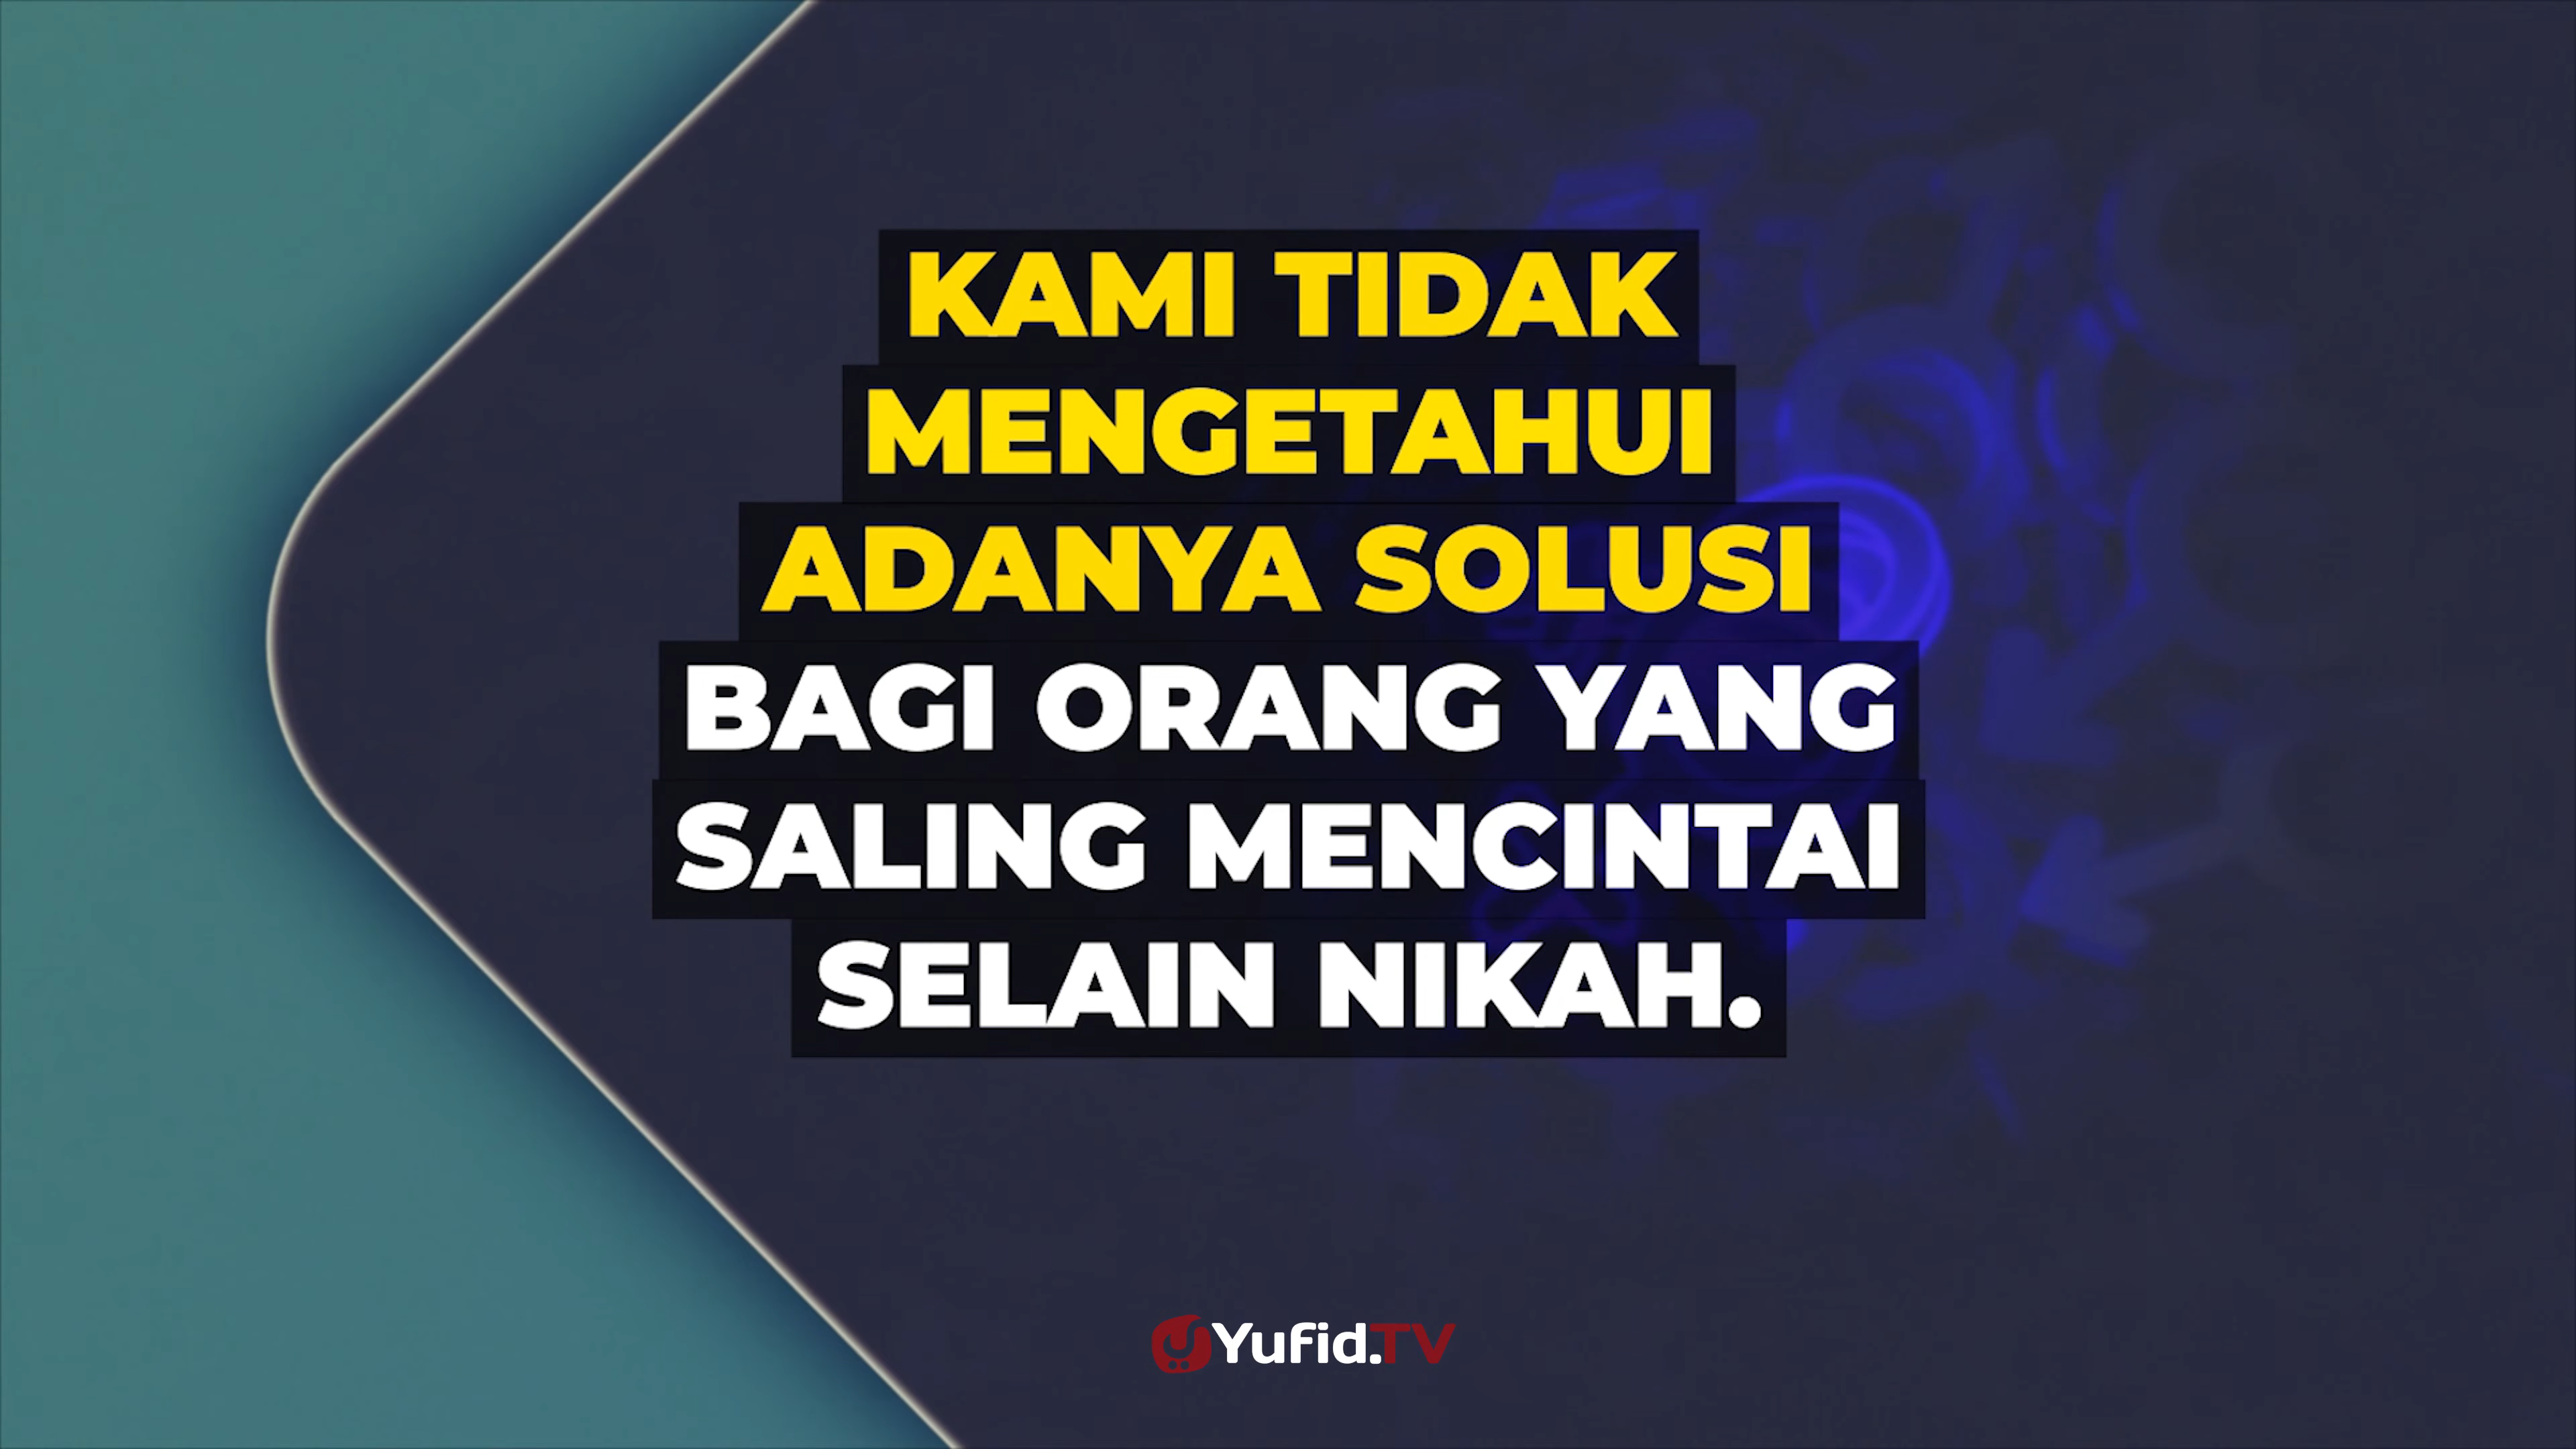 KAMI TIDAK
MENGETAHUI
ADANYA SOLUSI
BAGI ORANG YANG
SALING MENCINTAI
SELAIN NIKAH.
Yufid.TV